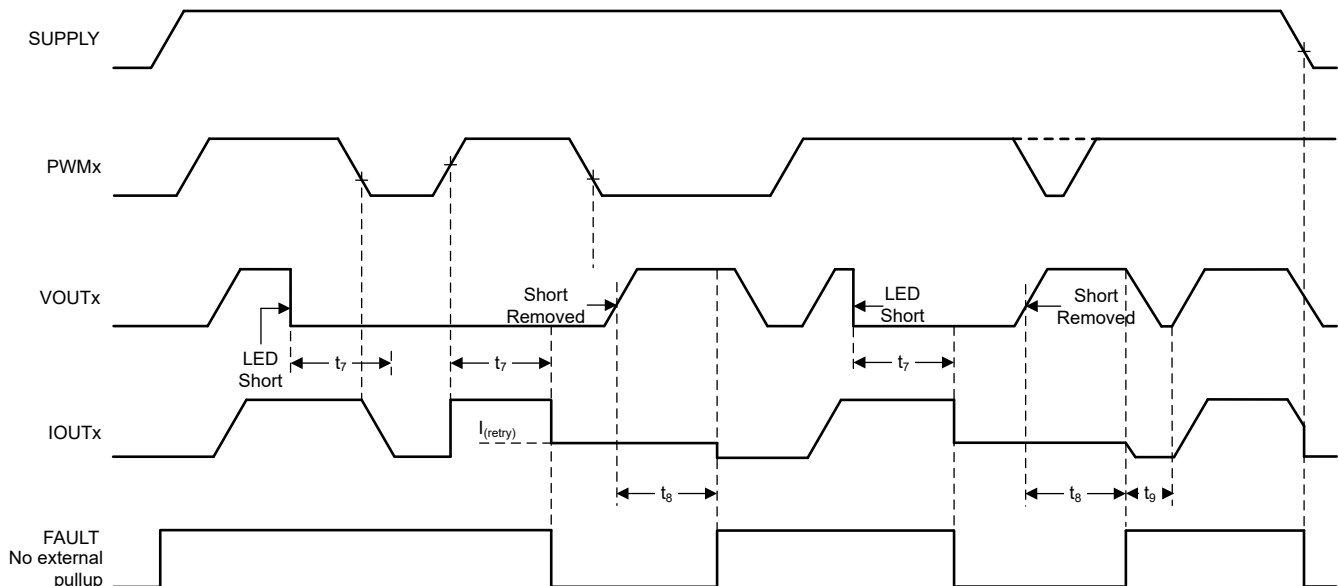 SUPPLY
PWMx
VOUTx
LED
Short
t7
t7
Short
Removed
LED
Short
t7
Short
Removed
IOUTx
I(retry)
t8
t8
t9
FAULT
No external
pullup